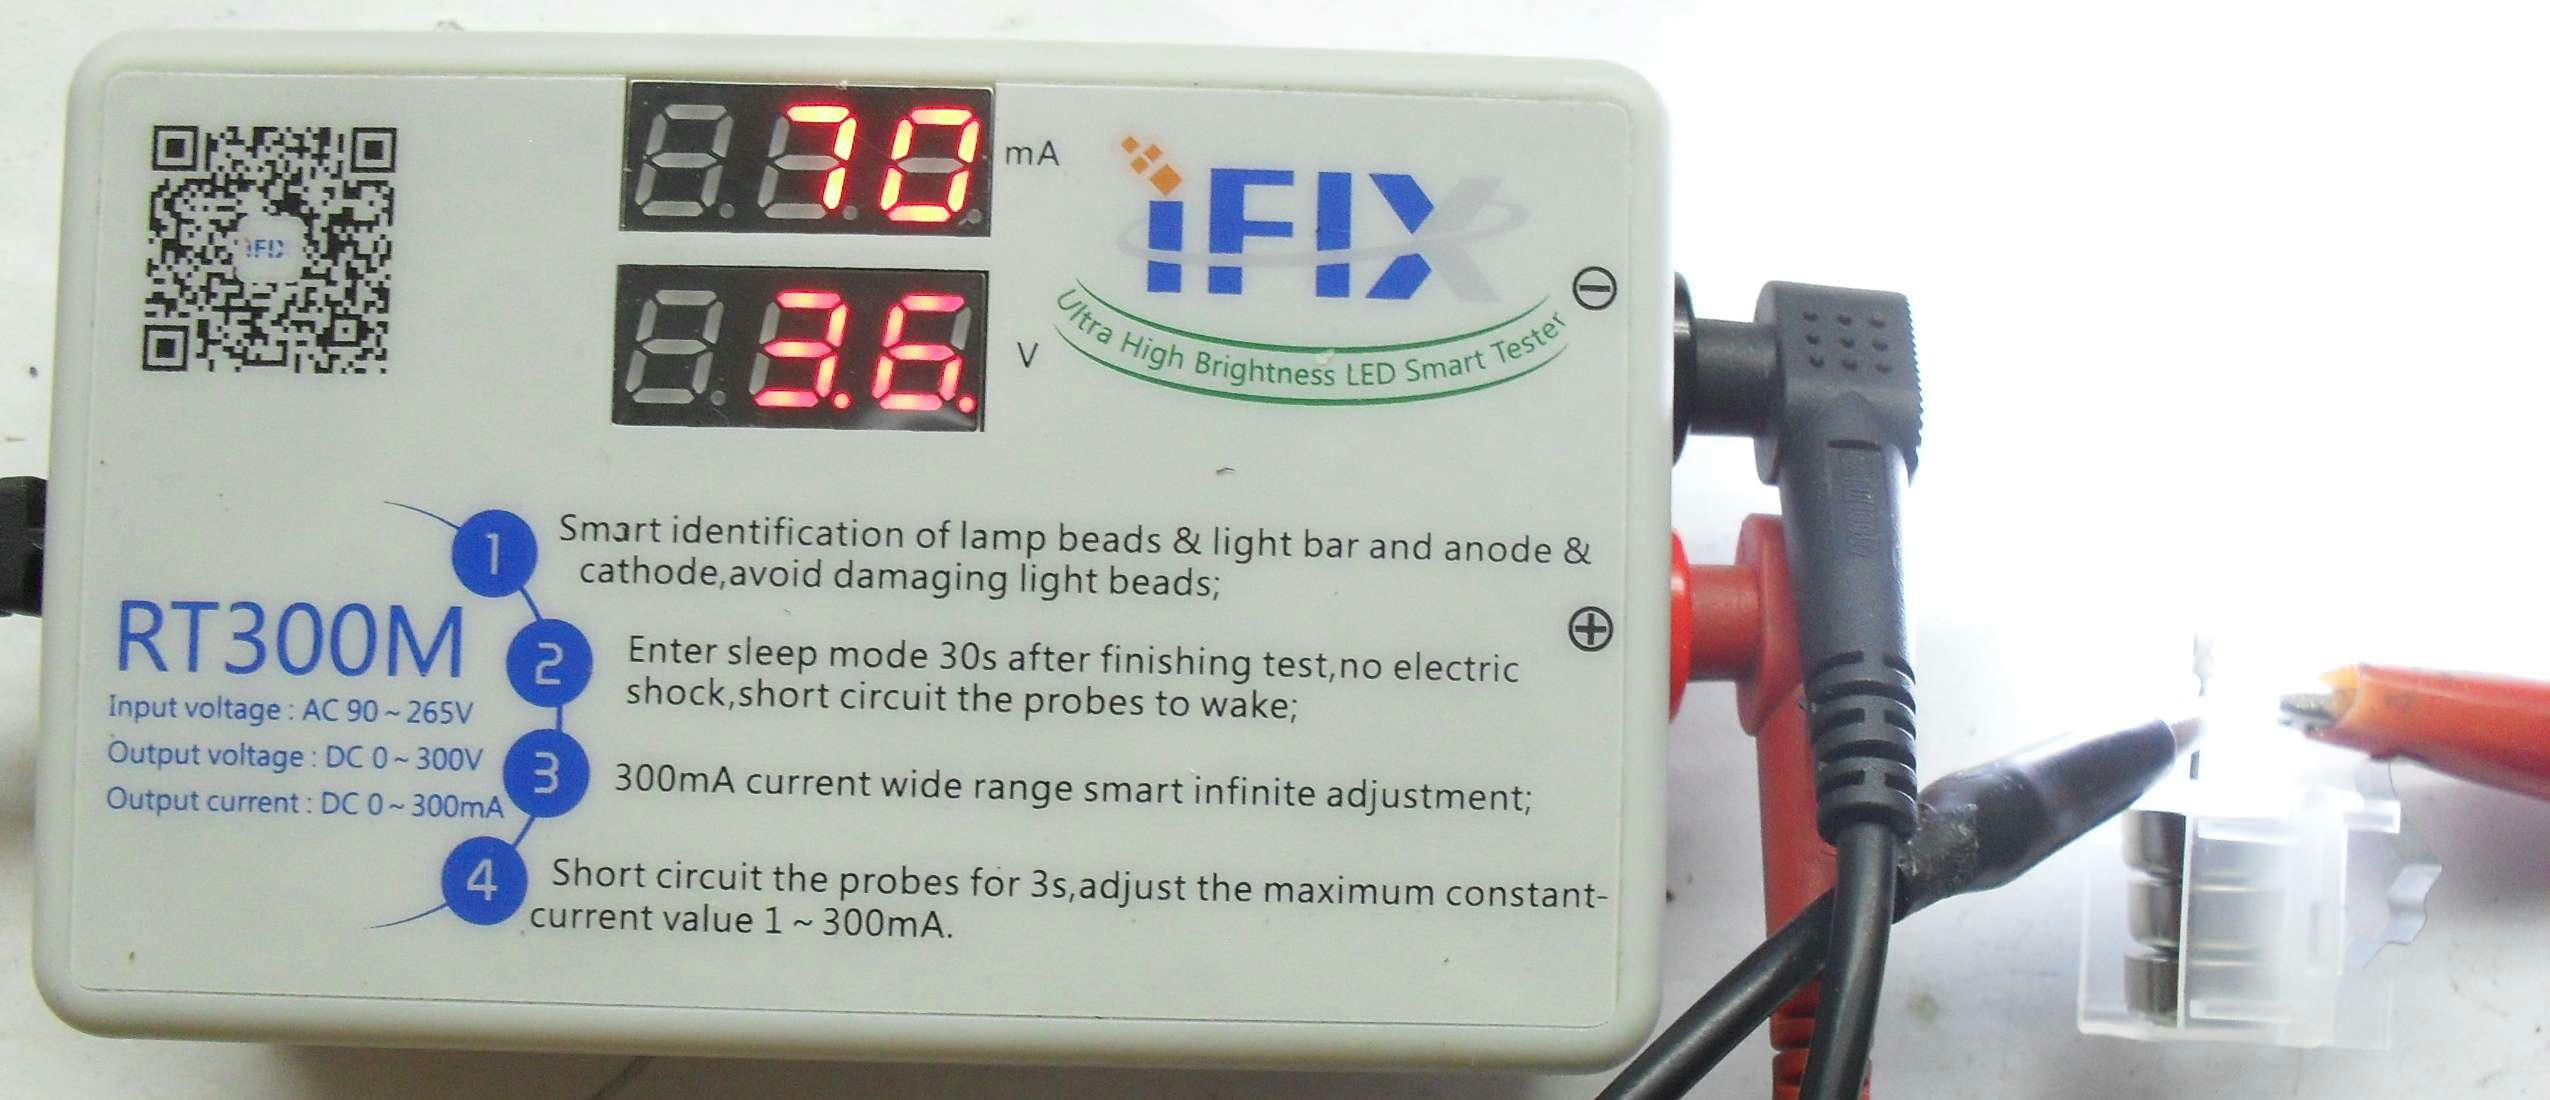 70 mA
3.6. V
iFIX
iFIX
Ultra High Brightness LED Smart Tester
1 Smart identification of lamp beads & light bar and anode &
cathode,avoid damaging light beads;
2 Enter sleep mode 30s after finishing test,no electric
shock,short circuit the probes to wake;
RT300M
Input voltage : AC 90 ~ 265V
Output voltage : DC 0 ~ 300V
Output current : DC 0 ~ 300mA
3 300mA current wide range smart infinite adjustment;
4 Short circuit the probes for 3s,adjust the maximum constant-
current value 1 ~ 300mA.